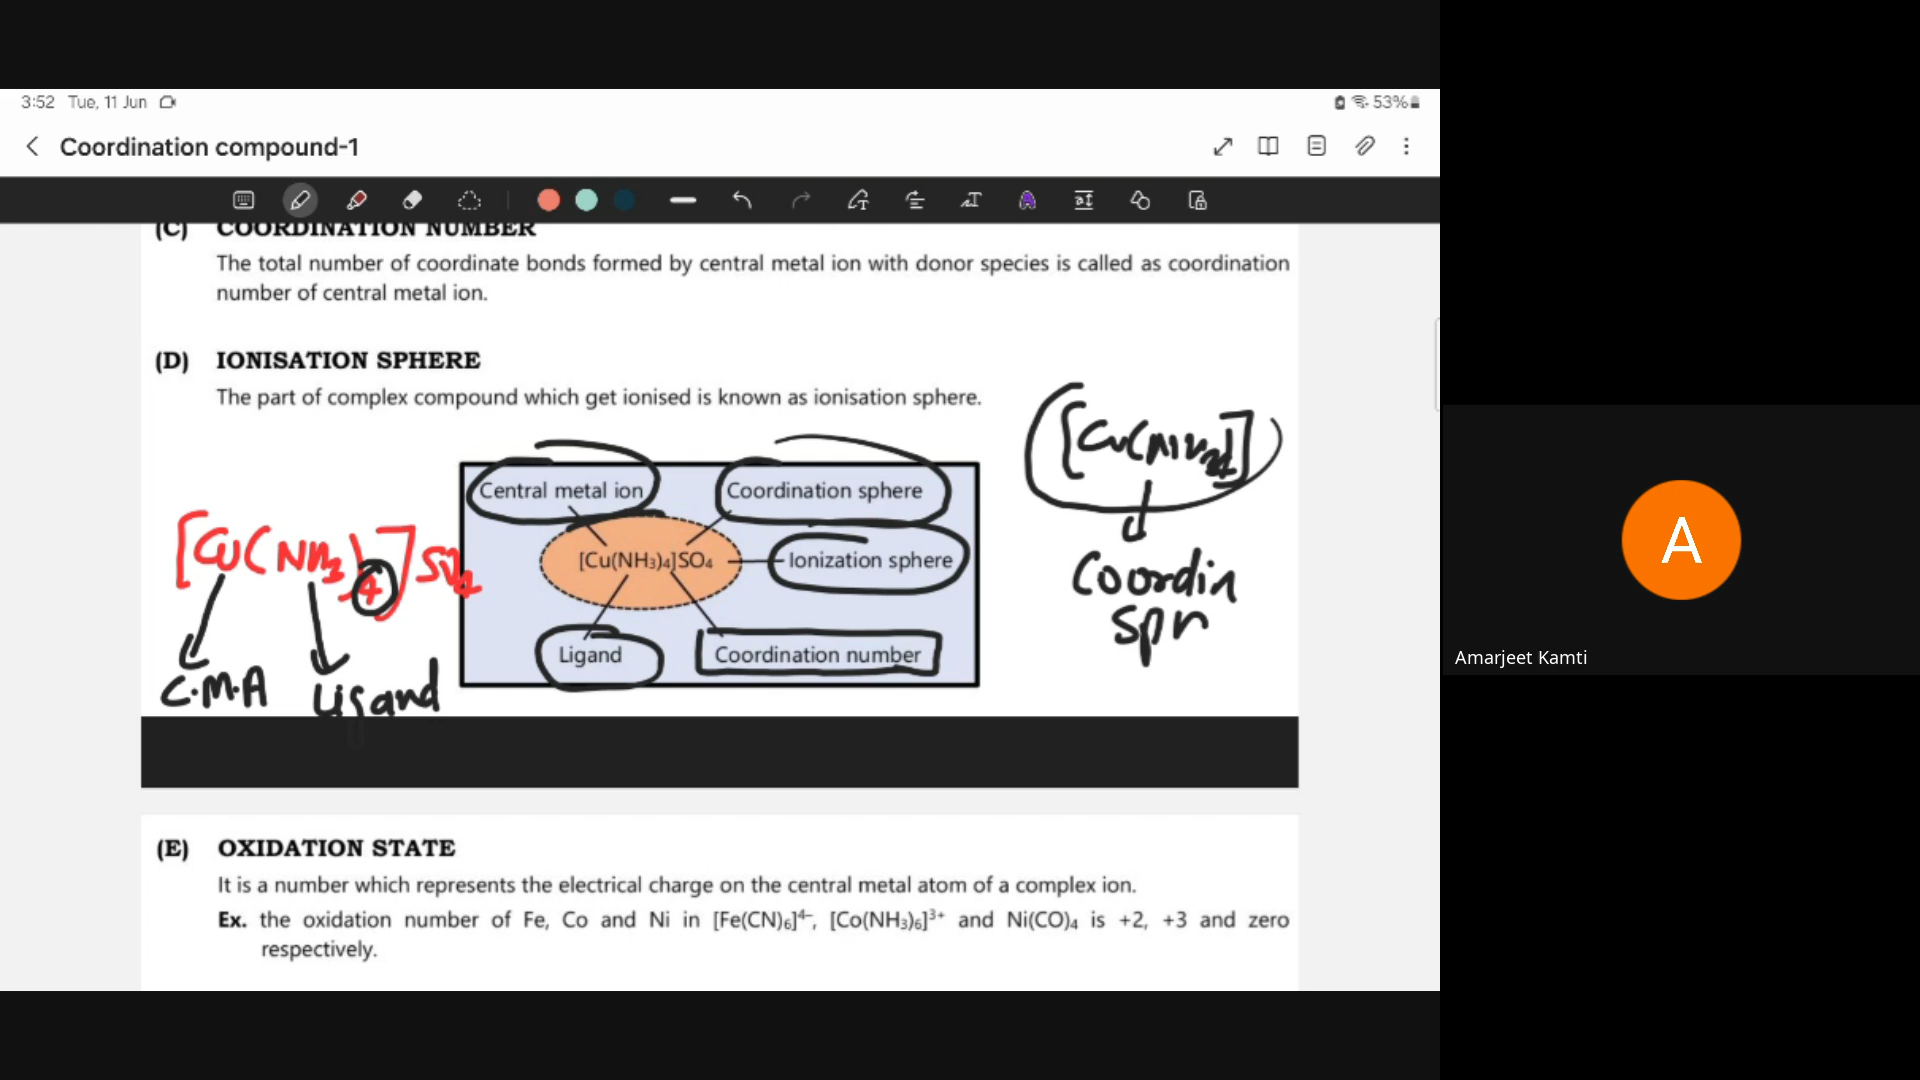 3:52 Tue, 11 Jun
53%
Coordination compound-1
(C) COORDINATION NUMBER
The total number of coordinate bonds formed by central metal ion with donor species is called as coordination
number of central metal ion.
(D) IONISATION SPHERE
The part of complex compound which get ionised is known as ionisation sphere.
[Cu(NH3)4]
Central metal ion Coordination sphere
[Cu(NH3)4]SO4
[Cu(NH₃)₄]SO₄ Ionization sphere
Coordin
sph
Ligand Coordination number
C.M.A Ligand
(E) OXIDATION STATE
It is a number which represents the electrical charge on the central metal atom of a complex ion.
Ex. the oxidation number of Fe, Co and Ni in [Fe(CN)₆]⁴⁻, [Co(NH₃)₆]³⁺ and Ni(CO)₄ is +2, +3 and zero
respectively.
A
Amarjeet Kamti